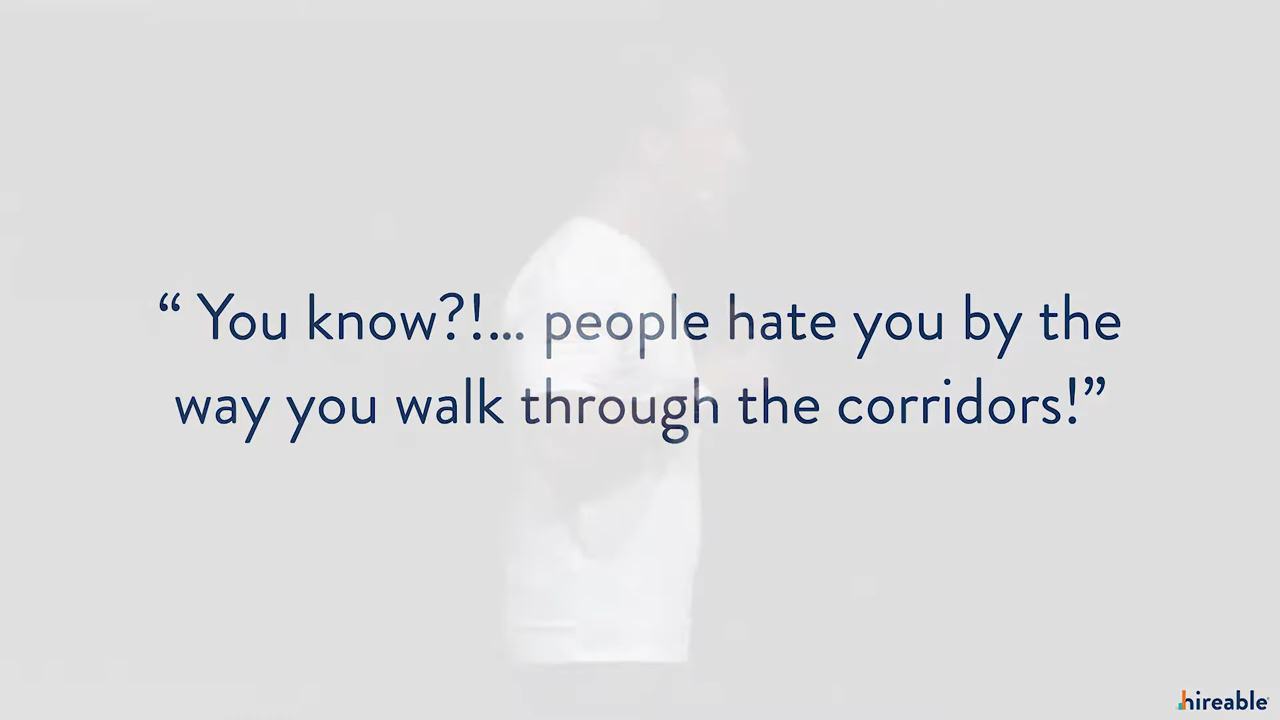 “ You know?!... people hate you by the
way you walk through the corridors!”
hireable